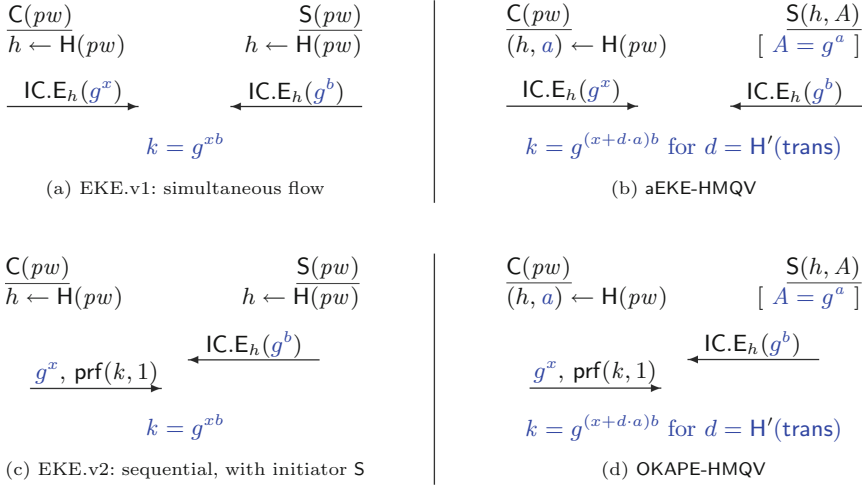 C(pw) S(pw)
h ← H(pw) h ← H(pw)
IC.E_h(g^x) IC.E_h(g^b)
k = g^{xb}
(a) EKE.v1: simultaneous flow
C(pw) S(h, A)
(h, a) ← H(pw) [ A = g^a ]
IC.E_h(g^x) IC.E_h(g^b)
k = g^{(x+d·a)b} for d = H′(trans)
(b) aEKE-HMQV
C(pw) S(pw)
h ← H(pw) h ← H(pw)
IC.E_h(g^b)
g^x, prf(k, 1)
k = g^{xb}
(c) EKE.v2: sequential, with initiator S
C(pw) S(h, A)
(h, a) ← H(pw) [ A = g^a ]
IC.E_h(g^b)
g^x, prf(k, 1)
k = g^{(x+d·a)b} for d = H′(trans)
(d) OKAPE-HMQV